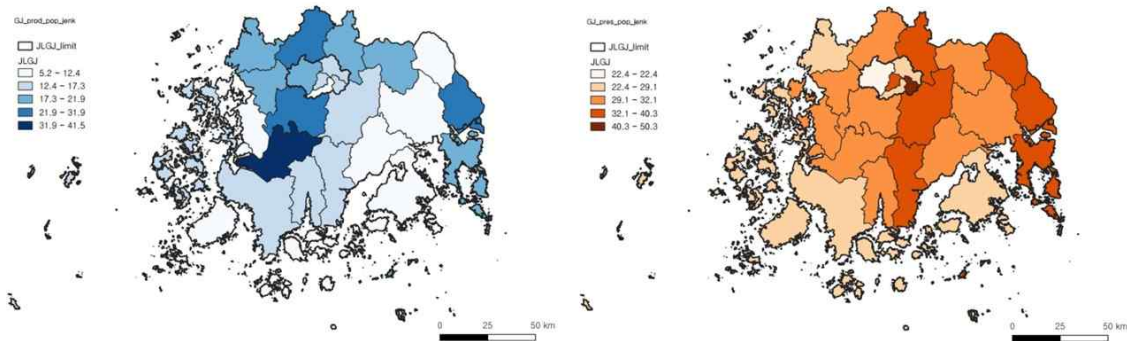 GJ_prod_pop_jenk
JLGJ_limit
JLGJ
5.2 - 12.4
12.4 - 17.3
17.3 - 21.9
21.9 - 31.9
31.9 - 41.5
0 25 50 km
GJ_pres_pop_jenk
JLGJ_limit
JLGJ
22.4 - 22.4
22.4 - 29.1
29.1 - 32.1
32.1 - 40.3
40.3 - 50.3
0 25 50 km